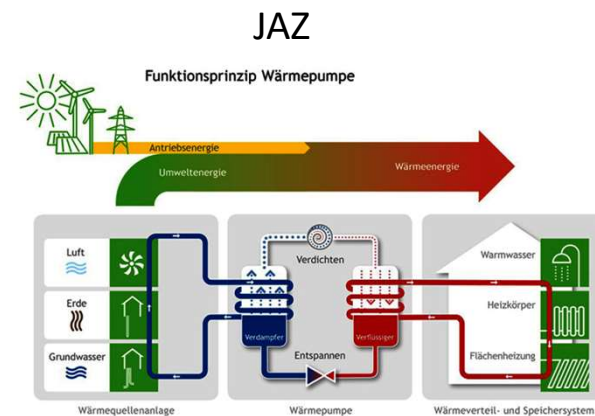 JAZ
Funktionsprinzip Wärmepumpe
Antriebsenergie
Umweltenergie
Wärmeenergie
Luft
Erde
Grundwasser
Verdichten
Verdampfer
Verflüssiger
Entspannen
Warmwasser
Heizkörper
Flächenheizung
Wärmequellenanlage
Wärmepumpe
Wärmeverteil- und Speichersystem